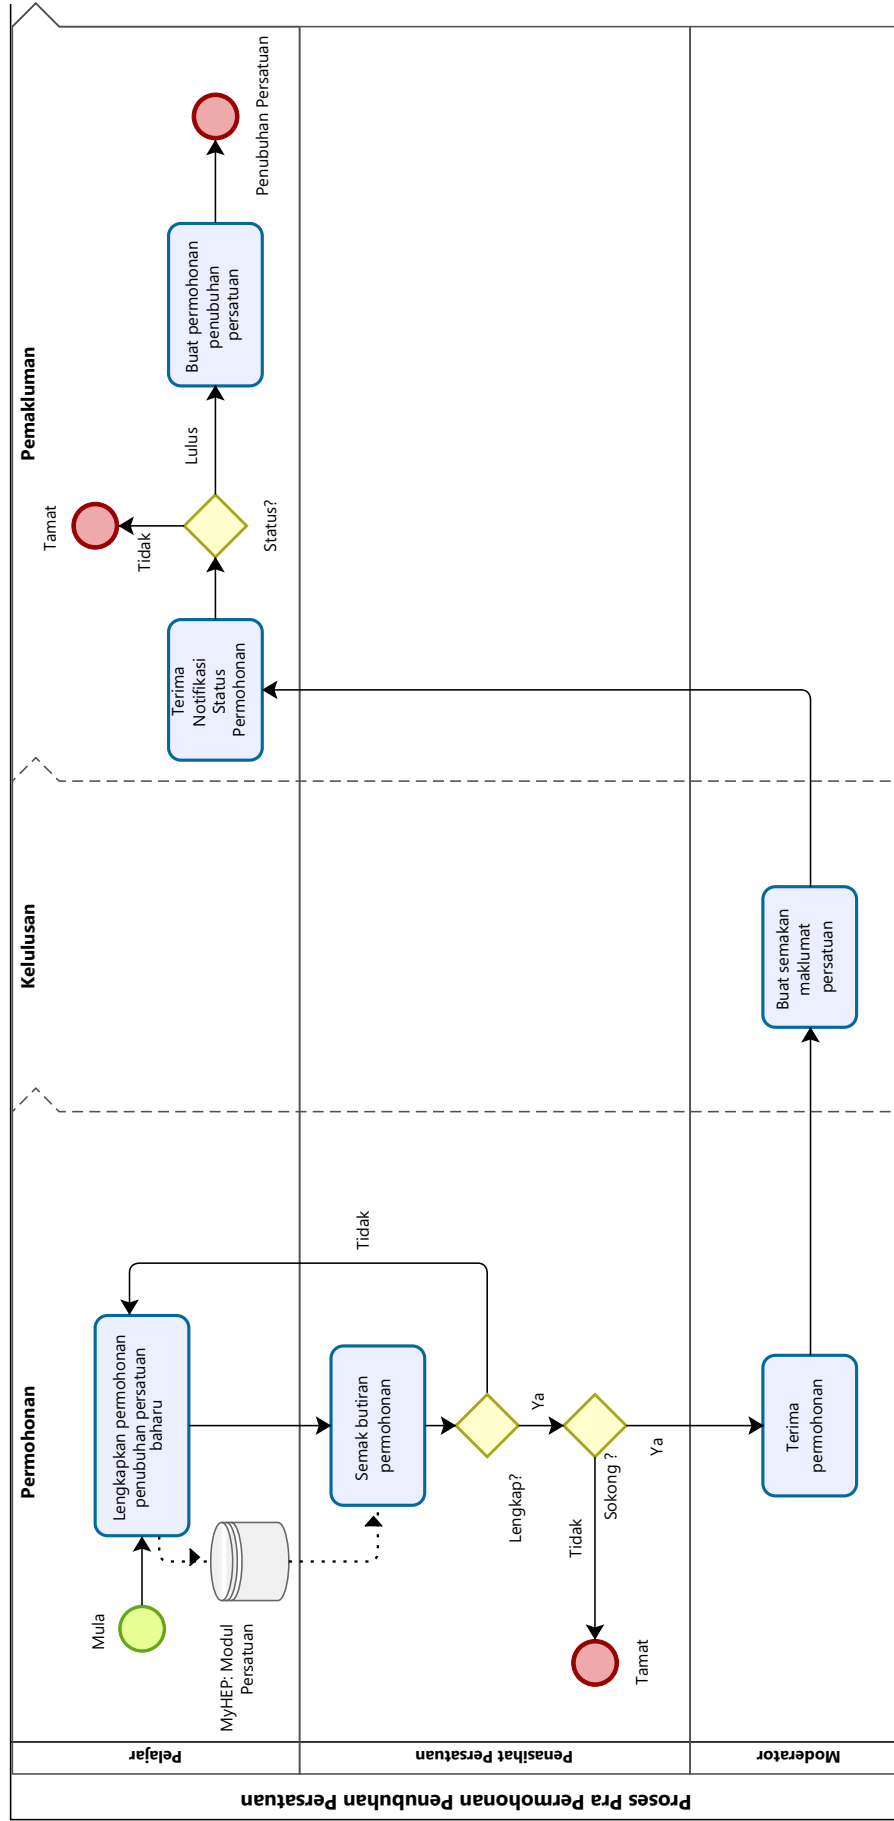 Proses Pra Permohonan Penubuhan Persatuan
Pelajar
Penasihat Persatuan
Moderator
Permohonan
Kelulusan
Pemakluman
Mula
Lengkapkan permohonan
penubuhan persatuan
baharu
MyHEP: Modul
Persatuan
Semak butiran
permohonan
Lengkap?
Tidak
Ya
Sokong ?
Tidak
Tamat
Ya
Terima
permohonan
Buat semakan
maklumat
persatuan
Terima
Notifikasi
Status
Permohonan
Status?
Tidak
Tamat
Lulus
Buat permohonan
penubuhan
persatuan
Penubuhan Persatuan